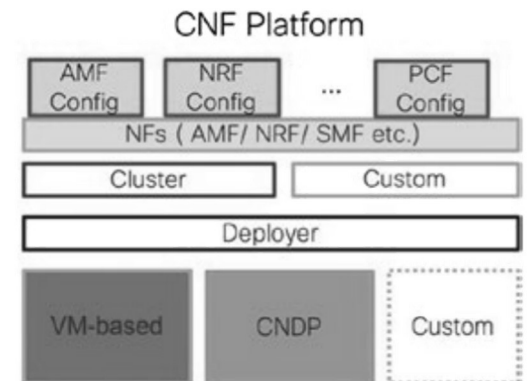 CNF Platform
AMF NRF PCF
Config Config ... Config
NFs ( AMF/ NRF/ SMF etc.)
Cluster Custom
Deployer
VM-based CNDP Custom